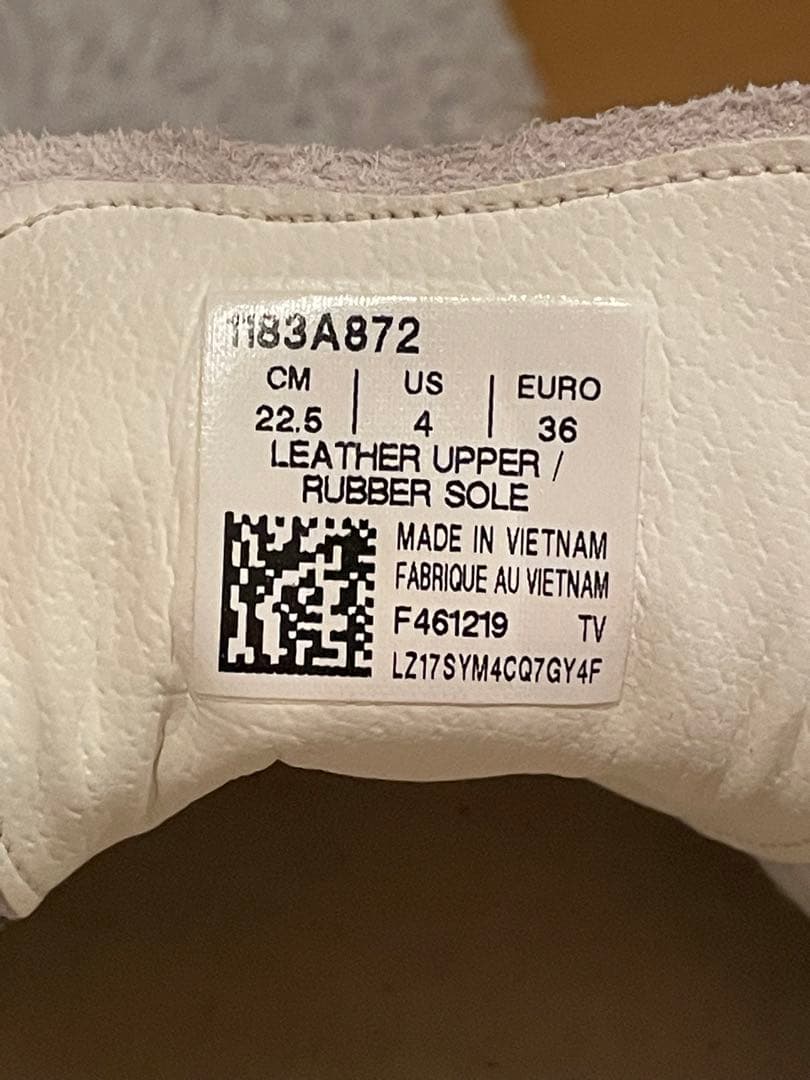 1183A872
CM | US | EURO
22.5 | 4 | 36
LEATHER UPPER /
RUBBER SOLE
MADE IN VIETNAM
FABRIQUE AU VIETNAM
F461219 TV
LZ17SYM4CQ7GY4F